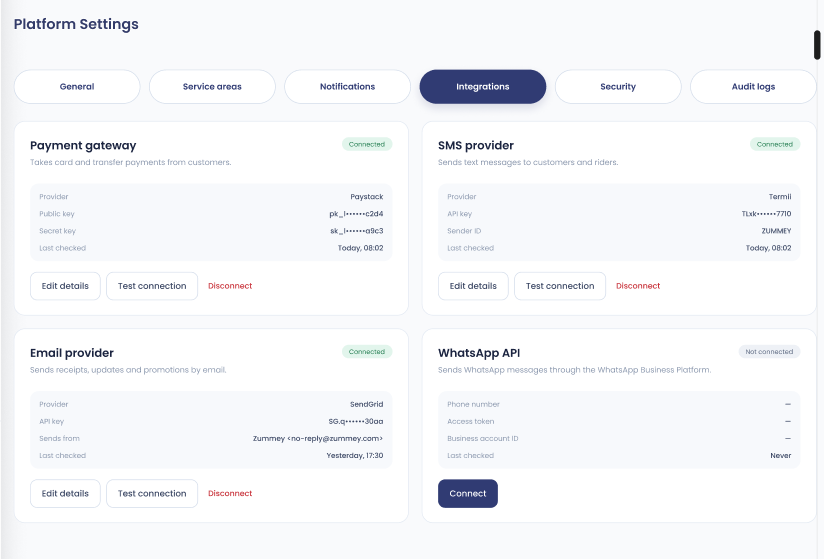 Platform Settings
General
Service areas
Notifications
Integrations
Security
Audit logs
Payment gateway
Connected
Takes card and transfer payments from customers.
Provider Paystack
Public key pk_l••••••c2d4
Secret key sk_l••••••a9c3
Last checked Today, 08:02
Edit details Test connection Disconnect
SMS provider
Connected
Sends text messages to customers and riders.
Provider Termii
API key TLxk••••••7710
Sender ID ZUMMEY
Last checked Today, 08:02
Edit details Test connection Disconnect
Email provider
Connected
Sends receipts, updates and promotions by email.
Provider SendGrid
API key SG.q••••••30aa
Sends from Zummey <no-reply@zummey.com>
Last checked Yesterday, 17:30
Edit details Test connection Disconnect
WhatsApp API
Not connected
Sends WhatsApp messages through the WhatsApp Business Platform.
Phone number —
Access token —
Business account ID —
Last checked Never
Connect